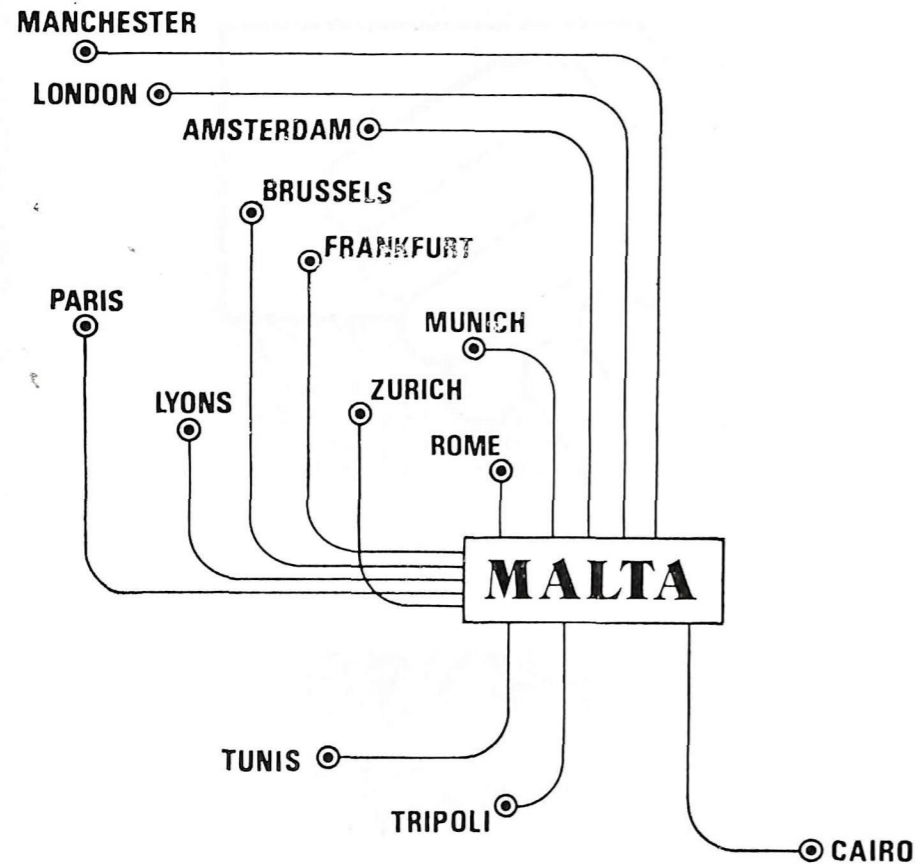 MANCHESTER
LONDON
AMSTERDAM
BRUSSELS
FRANKFURT
PARIS
MUNICH
ZURICH
LYONS
ROME
MALTA
TUNIS
TRIPOLI
CAIRO